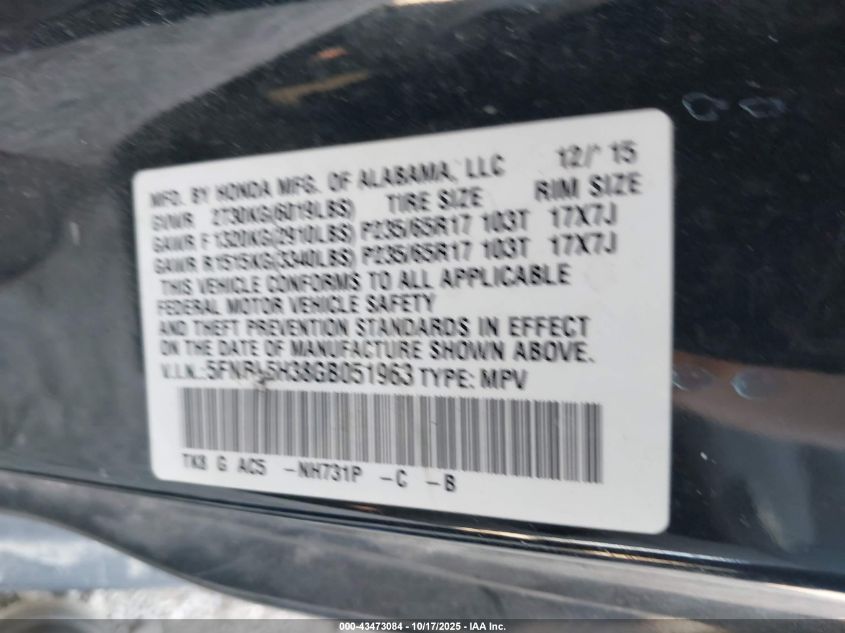 MFD. BY HONDA MFG. OF ALABAMA, LLC 12/'15
GVWR 2730KG(6019LBS) TIRE SIZE RIM SIZE
GAWR F1320KG(2910LBS) P235/65R17 103T 17X7J
GAWR R1515KG(3340LBS) P235/65R17 103T 17X7J
THIS VEHICLE CONFORMS TO ALL APPLICABLE
FEDERAL MOTOR VEHICLE SAFETY
AND THEFT PREVENTION STANDARDS IN EFFECT
ON THE DATE OF MANUFACTURE SHOWN ABOVE.
V.I.N.: 5FNRL5H38GB051963 TYPE: MPV
TK8 G AC5 -NH731P -C -B
000-43473084 - 10/17/2025 - IAA Inc.